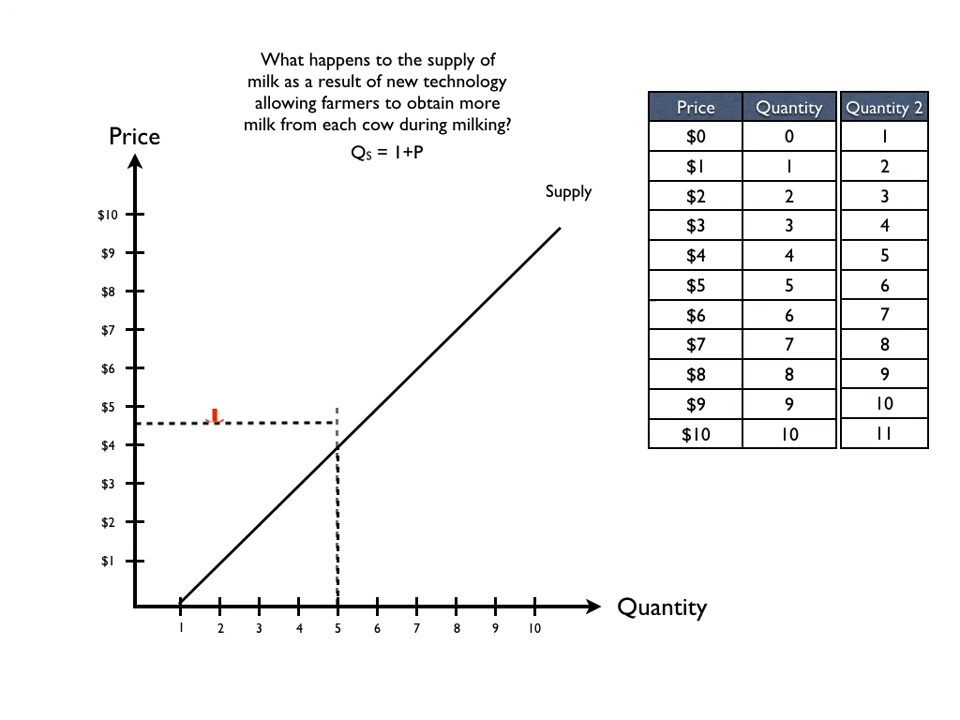 What happens to the supply of
milk as a result of new technology
allowing farmers to obtain more
milk from each cow during milking?
Qs = 1+P
Price
Supply
$10
$9
$8
$7
$6
$5
$4
$3
$2
$1
1 2 3 4 5 6 7 8 9 10
Quantity
Price Quantity Quantity 2
$0 0 1
$1 1 2
$2 2 3
$3 3 4
$4 4 5
$5 5 6
$6 6 7
$7 7 8
$8 8 9
$9 9 10
$10 10 11